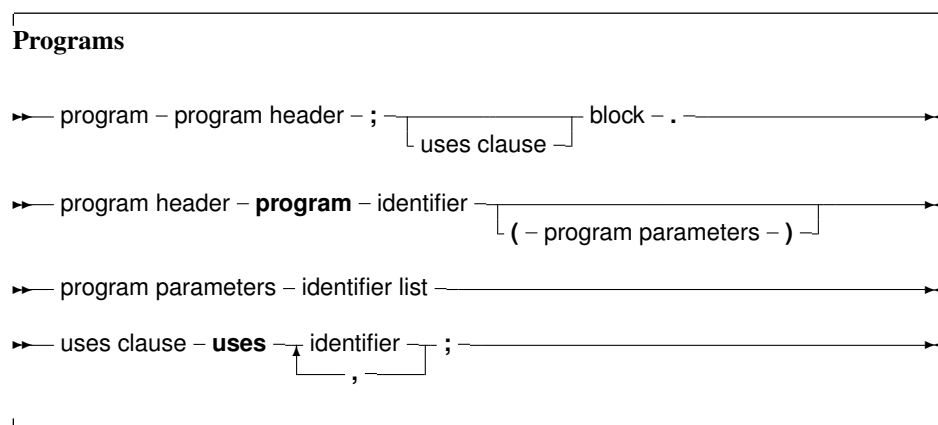 Programs
program – program header – ; – block – .
uses clause
program header – program – identifier
( – program parameters – )
program parameters – identifier list
uses clause – uses – identifier – ;
,